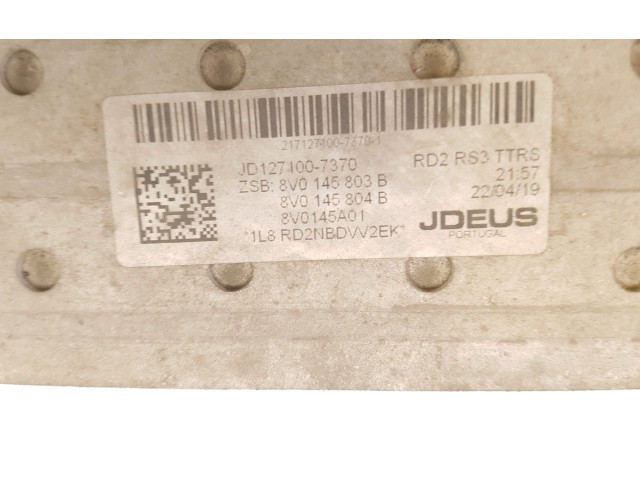 217127100-7370-1
JD127100-7370 RD2 RS3 TTRS
ZSB: 8V0 145 803 B 21:57
8V0 145 804 B 22/04/19
8V0145A01 JDEUS
PORTUGAL
*1L8 RD2NBDVV2EK*